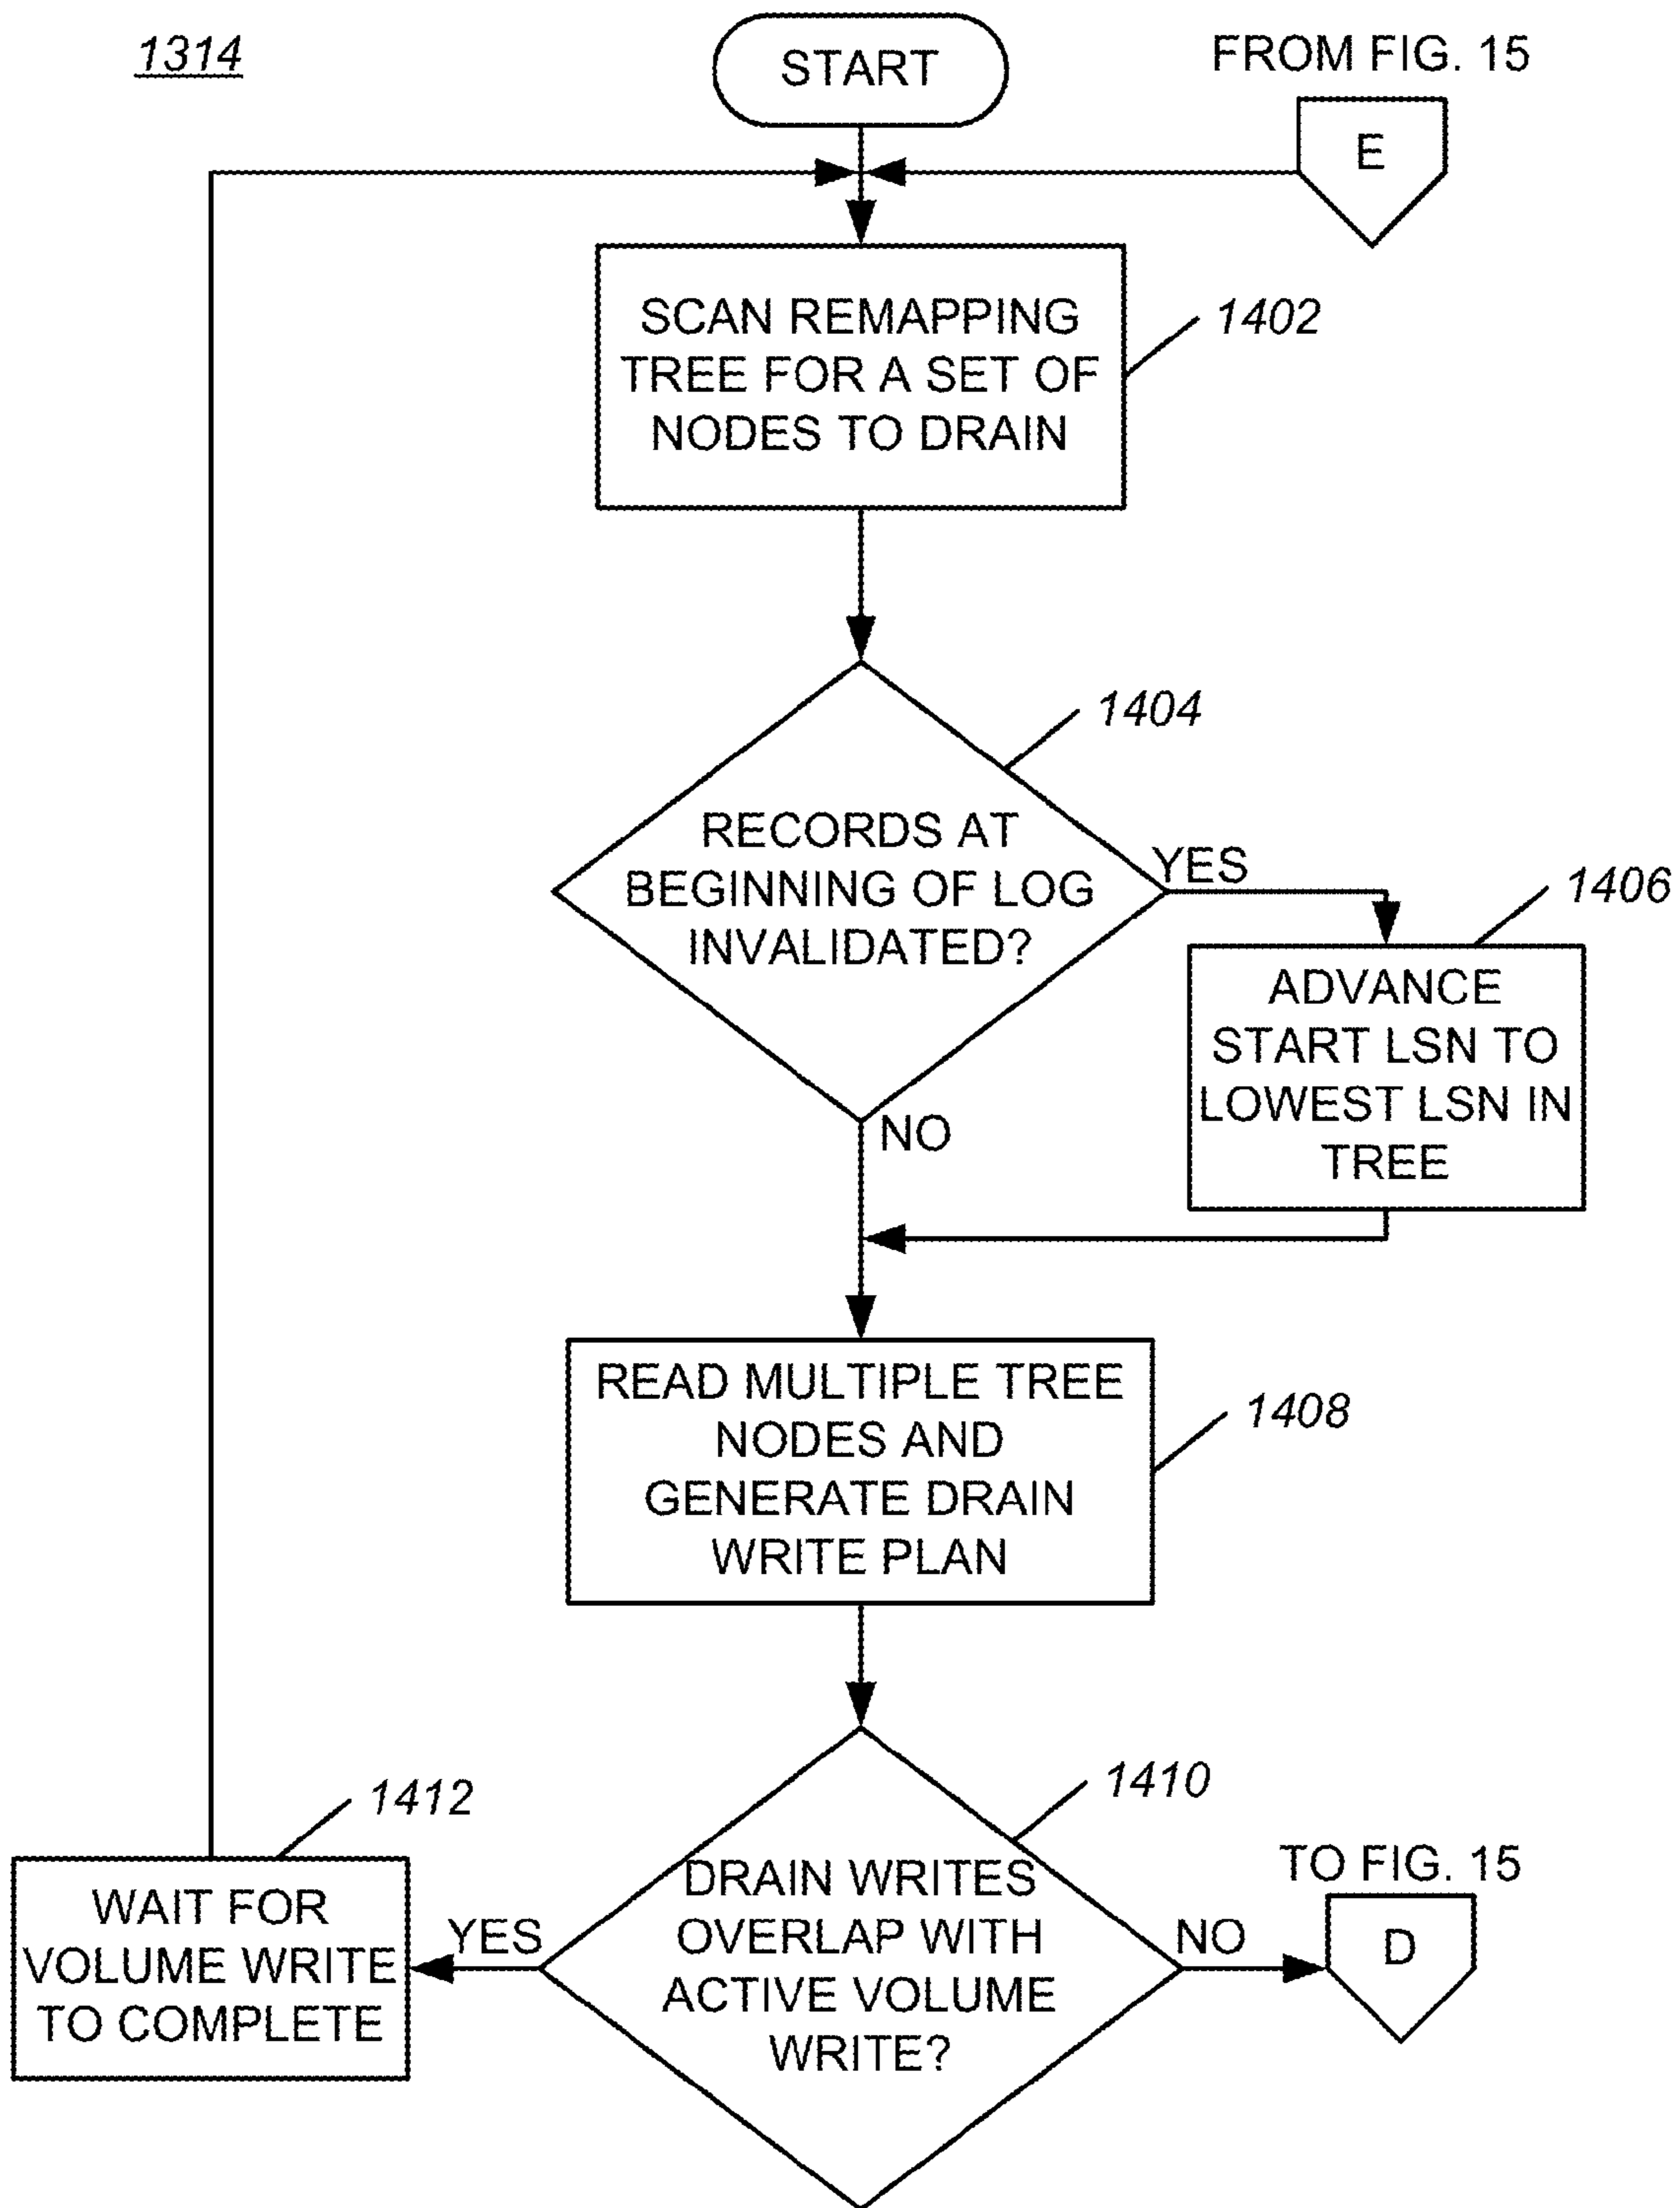 1314
START
FROM FIG. 15
E
SCAN REMAPPING
TREE FOR A SET OF
NODES TO DRAIN
1402
1404
RECORDS AT
BEGINNING OF LOG
INVALIDATED?
YES
1406
ADVANCE
START LSN TO
LOWEST LSN IN
TREE
NO
READ MULTIPLE TREE
NODES AND
GENERATE DRAIN
WRITE PLAN
1408
1410
DRAIN WRITES
OVERLAP WITH
ACTIVE VOLUME
WRITE?
YES
1412
WAIT FOR
VOLUME WRITE
TO COMPLETE
NO
TO FIG. 15
D